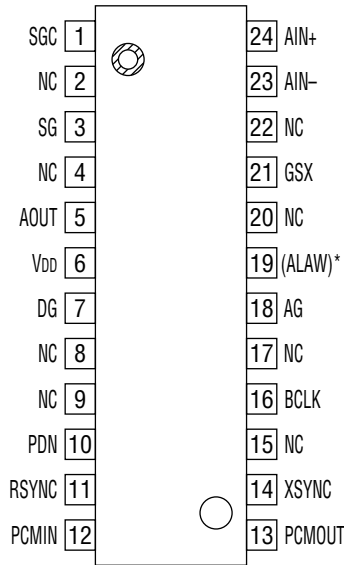 SGC 1 24 AIN+
NC 2 23 AIN–
SG 3 22 NC
NC 4 21 GSX
AOUT 5 20 NC
VDD 6 19 (ALAW)*
DG 7 18 AG
NC 8 17 NC
NC 9 16 BCLK
PDN 10 15 NC
RSYNC 11 14 XSYNC
PCMIN 12 13 PCMOUT